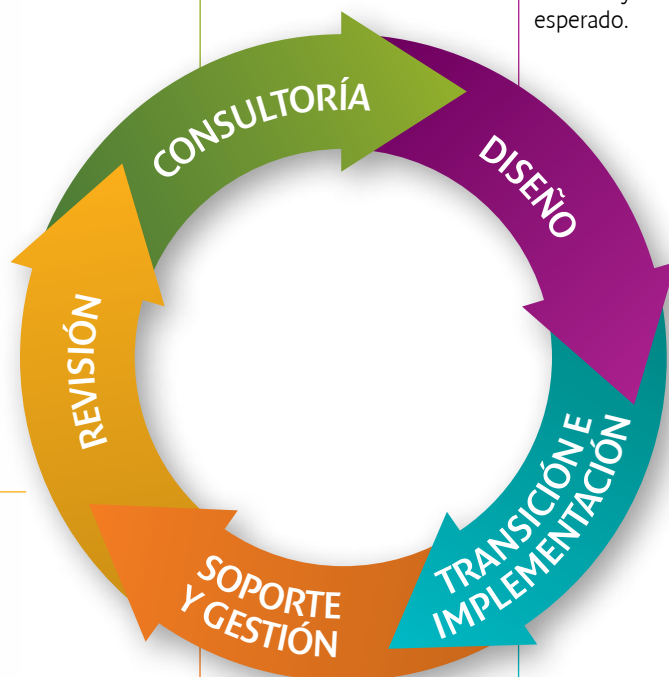 esperado.
CONSULTORÍA
DISEÑO
TRANSICIÓN E
IMPLEMENTACIÓN
SOPORTE
Y GESTIÓN
REVISIÓN